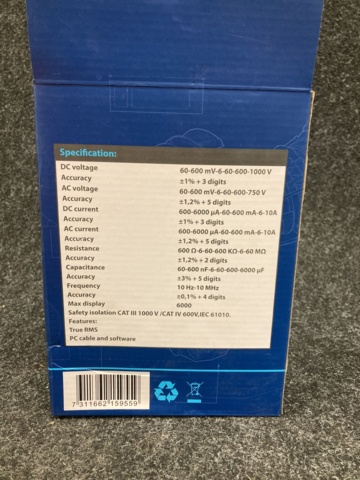 Specification:
DC voltage 60-600 mV-6-60-600-1000 V
Accuracy ±1% + 3 digits
AC voltage 60-600 mV-6-60-600-750 V
Accuracy ±1,2% + 5 digits
DC current 600-6000 µA-60-600 mA-6-10A
Accuracy ±1% + 3 digits
AC current 600-6000 µA-60-600 mA-6-10A
Accuracy ±1,2% + 5 digits
Resistance 600 Ω-6-60-600 KΩ-6-60 MΩ
Accuracy ±1,2% + 2 digits
Capacitance 60-600 nF-6-60-600-6000 µF
Accuracy ±3% + 5 digits
Frequency 10 Hz-10 MHz
Accuracy ±0,1% + 4 digits
Max display 6000
Safety isolation CAT III 1000 V /CAT IV 600V,IEC 61010.
Features:
True RMS
PC cable and software
7 311662 159559